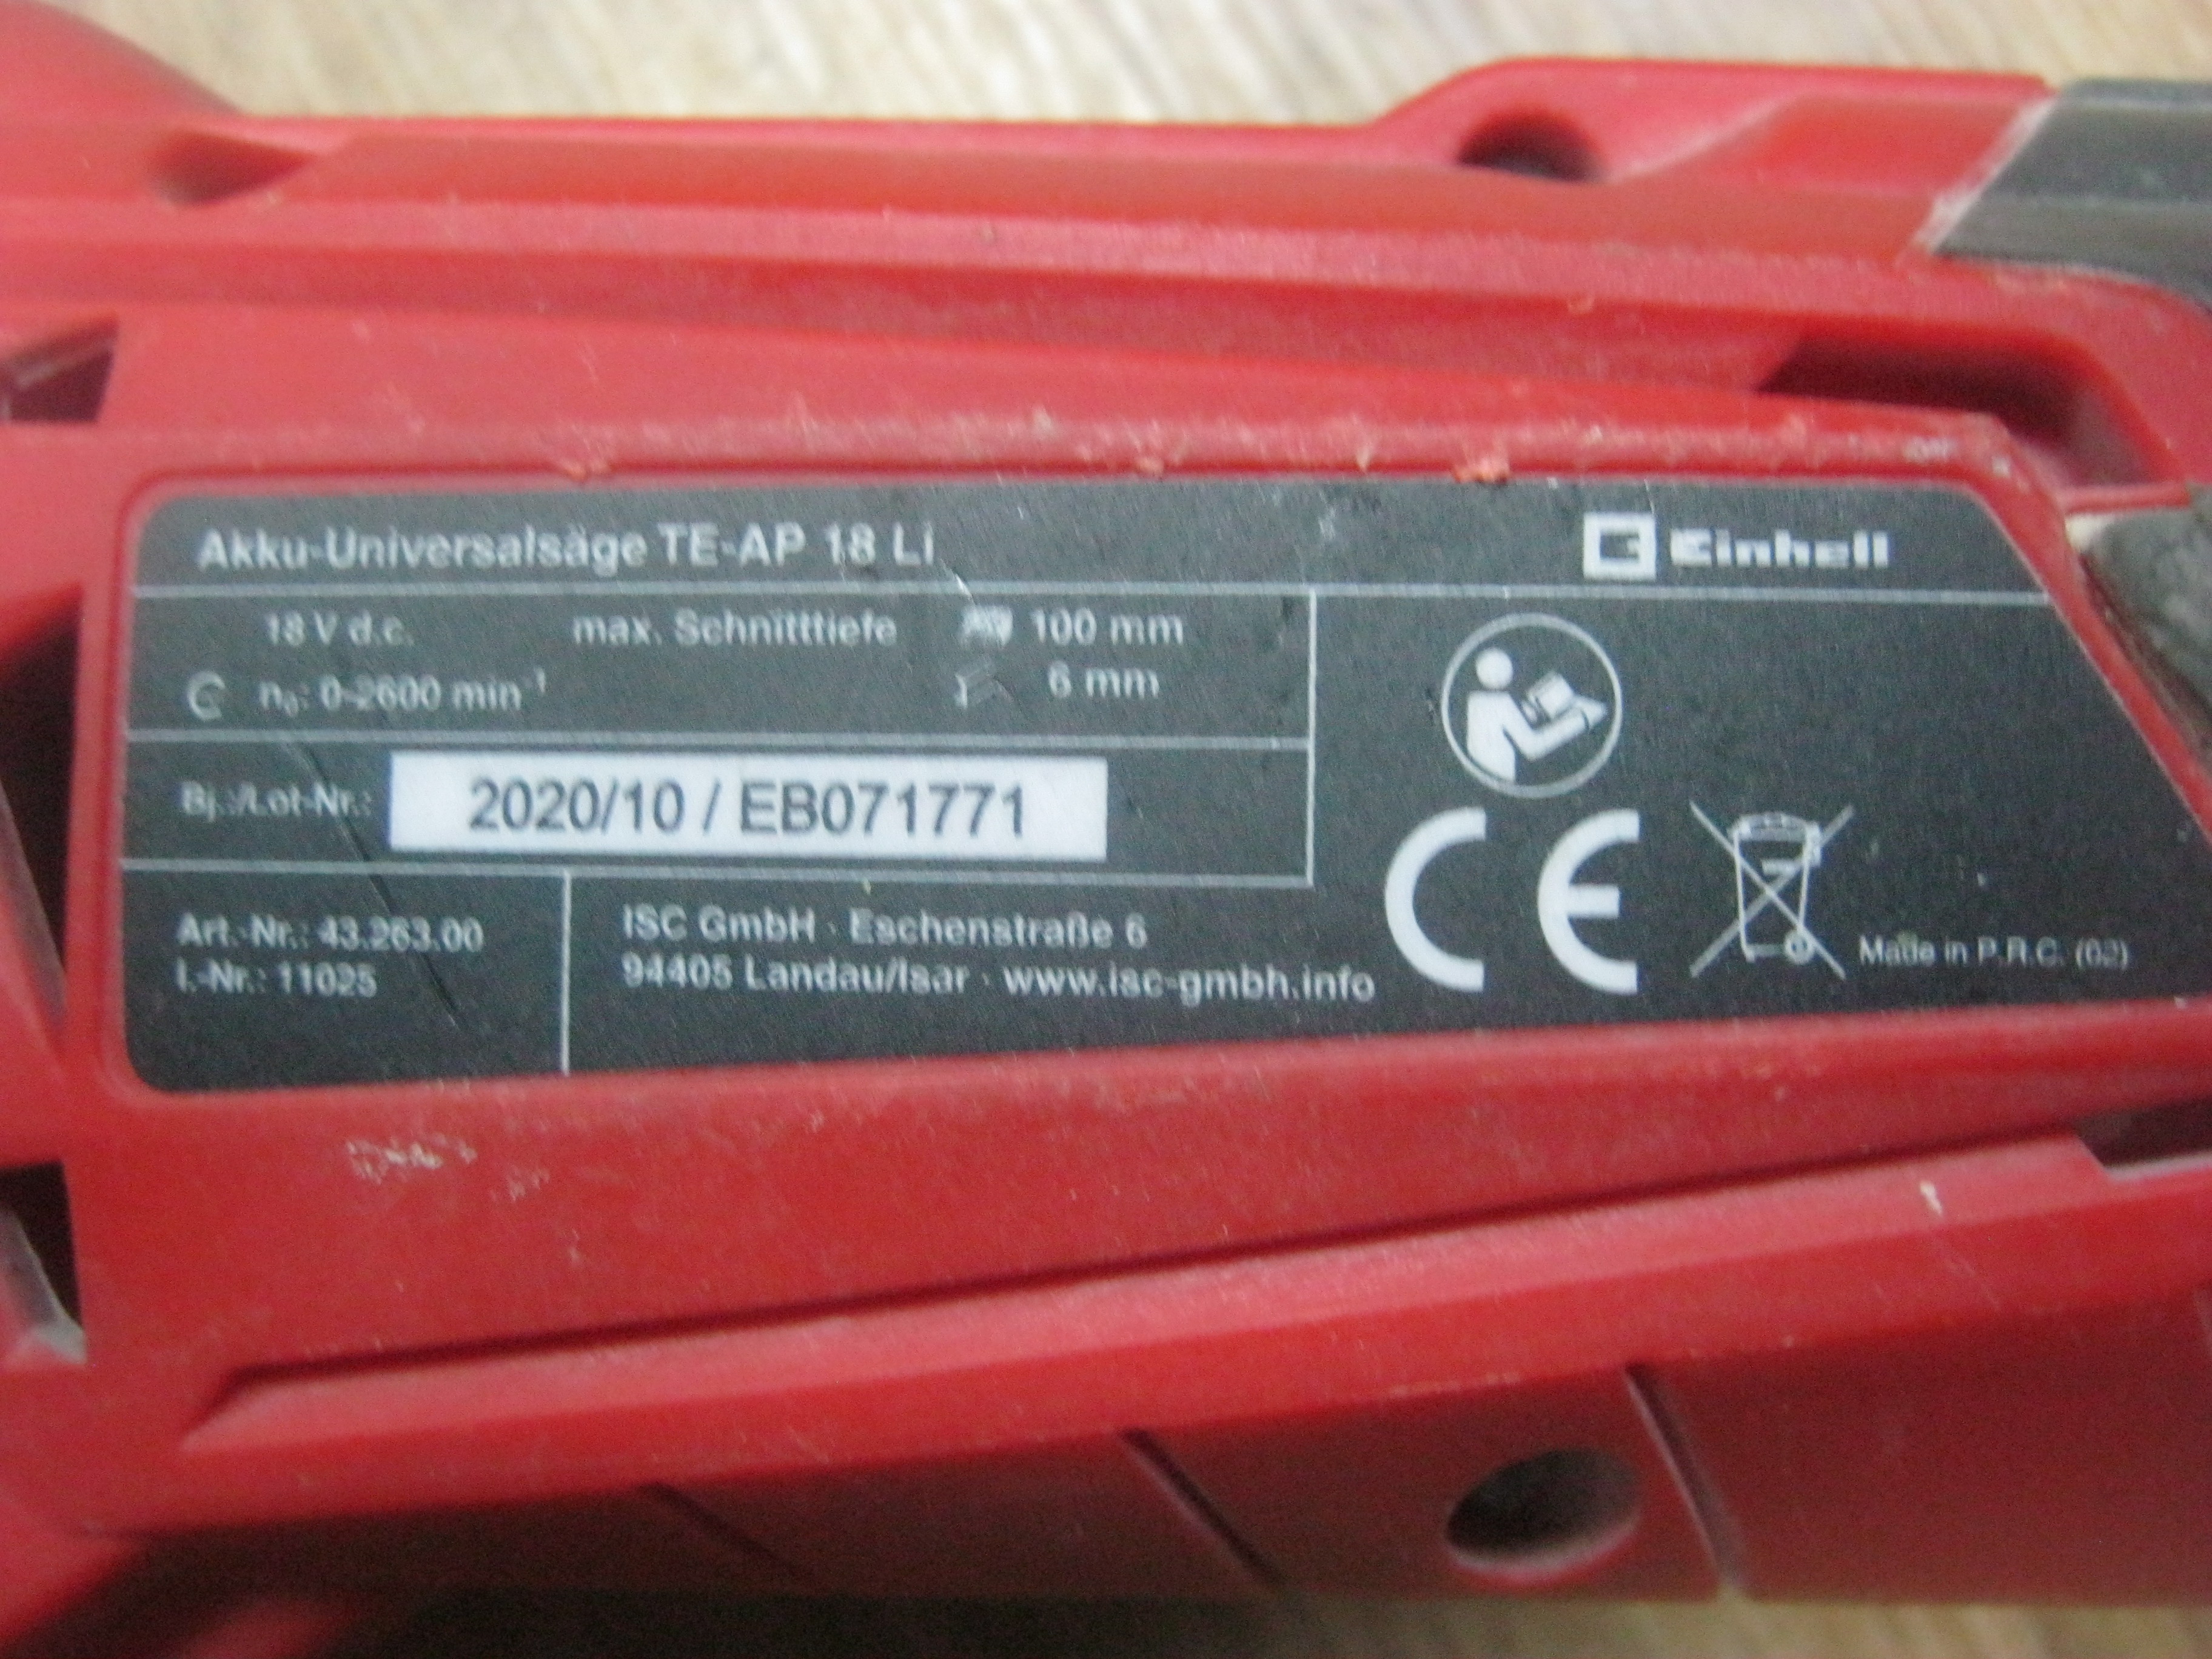 Akku-Universalsäge TE-AP 18 Li
Einhell
18 V d.c. max. Schnitttiefe 100 mm
n₀: 0-2600 min⁻¹ 6 mm
Bj.:/Lot-Nr.: 2020/10 / EB071771
Art.-Nr.: 43.263.00
I.-Nr.: 11025
ISC GmbH · Eschenstraße 6
94405 Landau/Isar · www.isc-gmbh.info
CE
Made in P.R.C. (02)